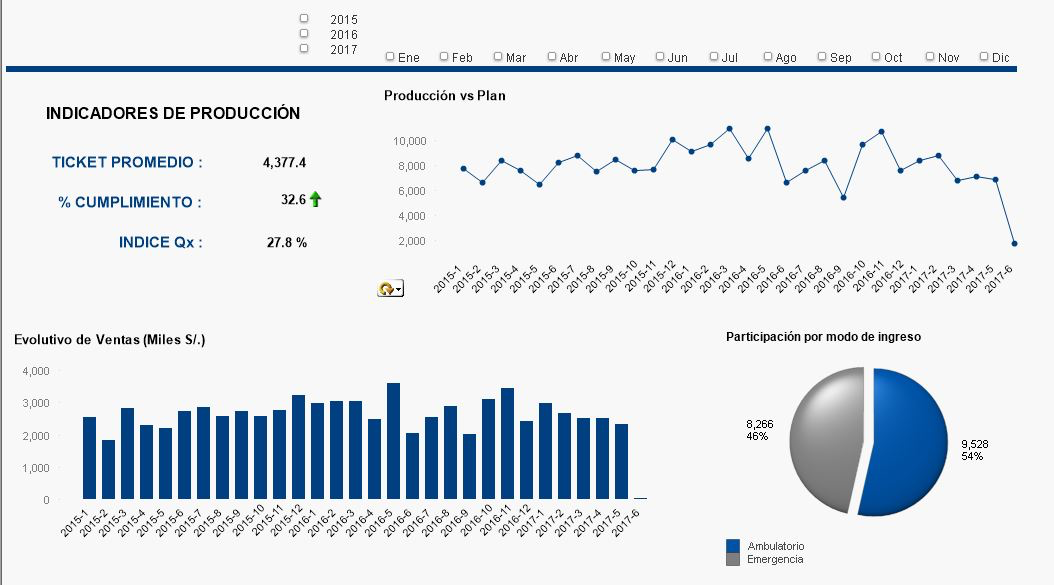 2015
2016
2017
Ene Feb Mar Abr May Jun Jul Ago Sep Oct Nov Dic
INDICADORES DE PRODUCCIÓN
TICKET PROMEDIO : 4,377.4
% CUMPLIMIENTO : 32.6
INDICE Qx : 27.8 %
Producción vs Plan
10,000
8,000
6,000
4,000
2,000
2015-1 2015-2 2015-3 2015-4 2015-5 2015-6 2015-7 2015-8 2015-9 2015-10 2015-11 2015-12 2016-1 2016-2 2016-3 2016-4 2016-5 2016-6 2016-7 2016-8 2016-9 2016-10 2016-11 2016-12 2017-1 2017-2 2017-3 2017-4 2017-5 2017-6
Evolutivo de Ventas (Miles S/.)
4,000
3,000
2,000
1,000
0
2015-1 2015-2 2015-3 2015-4 2015-5 2015-6 2015-7 2015-8 2015-9 2015-10 2015-11 2015-12 2016-1 2016-2 2016-3 2016-4 2016-5 2016-6 2016-7 2016-8 2016-9 2016-10 2016-11 2016-12 2017-1 2017-2 2017-3 2017-4 2017-5 2017-6
Participación por modo de ingreso
8,266
46%
9,528
54%
Ambulatorio
Emergencia